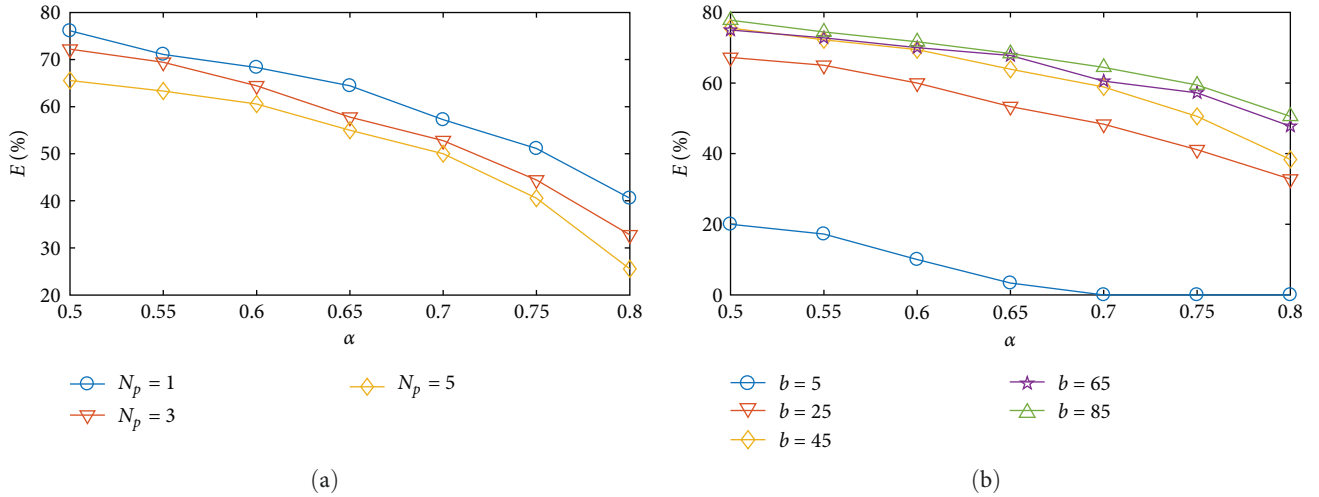 80
70
60
50
40
30
20
E (%)
0.5 0.55 0.6 0.65 0.7 0.75 0.8
α
N_p = 1
N_p = 3
N_p = 5
(a)
80
60
40
20
0
E (%)
0.5 0.55 0.6 0.65 0.7 0.75 0.8
α
b = 5
b = 25
b = 45
b = 65
b = 85
(b)